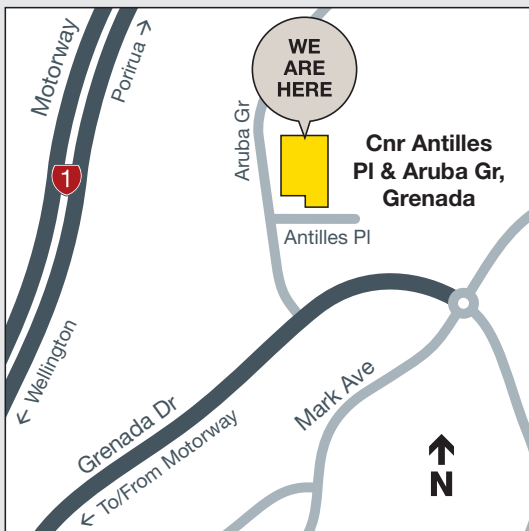 Motorway
Porirua →
WE
ARE
HERE
Aruba Gr
Cnr Antilles
Pl & Aruba Gr,
Grenada
1
Antilles Pl
← Wellington
Grenada Dr
← To/From Motorway
Mark Ave
N